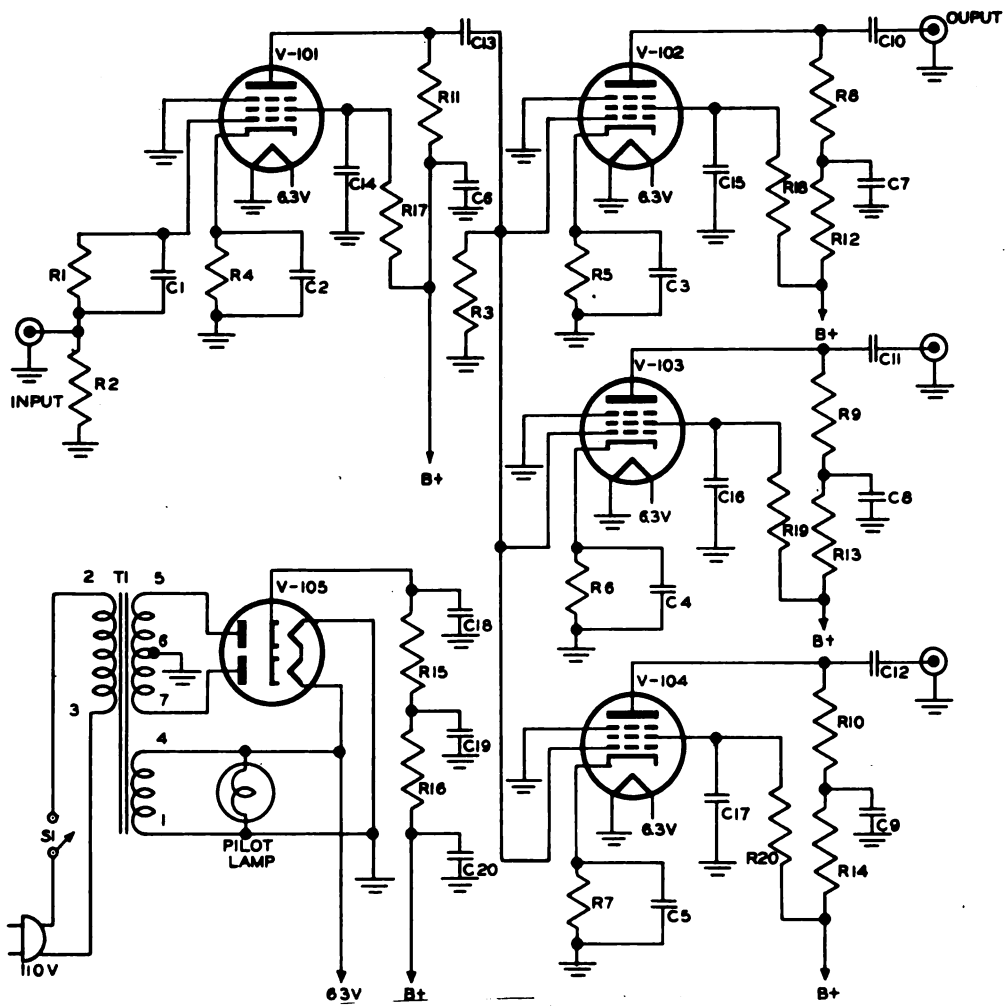 OUPUT
V-101
C13
V-102
C10
R11
R8
6.3V
C14
R17
C6
6.3V
C15
R18
C7
R12
R1
C1
R4
C2
R3
R5
C3
B+
INPUT
R2
V-103
C11
R9
B+
6.3V
C16
R19
C8
R13
2
T1
5
V-105
R6
C4
C18
6
B+
R15
3
7
V-104
C12
4
C19
R10
R16
6.3V
C17
C9
S1
1
PILOT
LAMP
C20
R20
R14
R7
C5
110V
63V
B+
B+